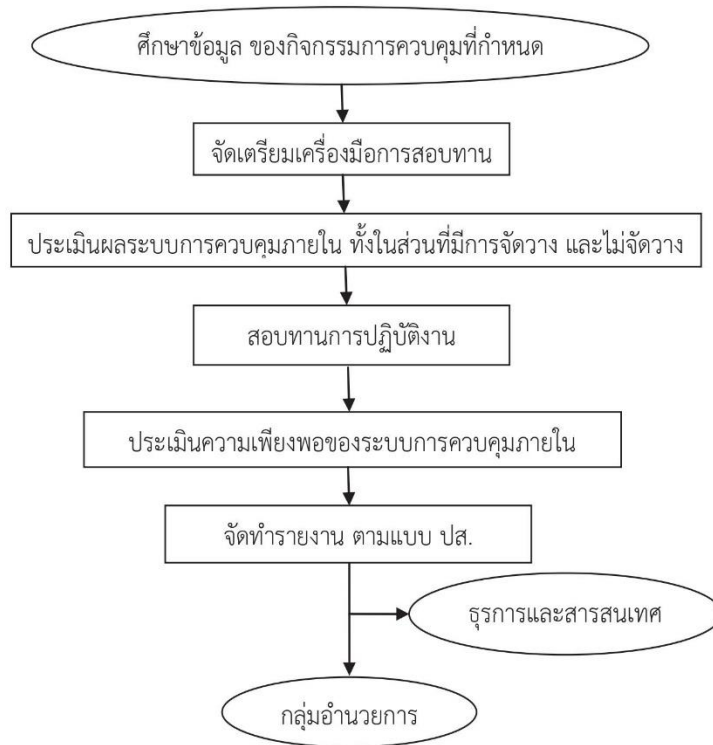 ศึกษาข้อมูล ของกิจกรรมการควบคุมที่กำหนด
จัดเตรียมเครื่องมือการสอบทาน
ประเมินผลระบบการควบคุมภายใน ทั้งในส่วนที่มีการจัดวาง และไม่จัดวาง
สอบทานการปฏิบัติงาน
ประเมินความเพียงพอของระบบการควบคุมภายใน
จัดทำรายงาน ตามแบบ ปส.
ธุรการและสารสนเทศ
กลุ่มอำนวยการ